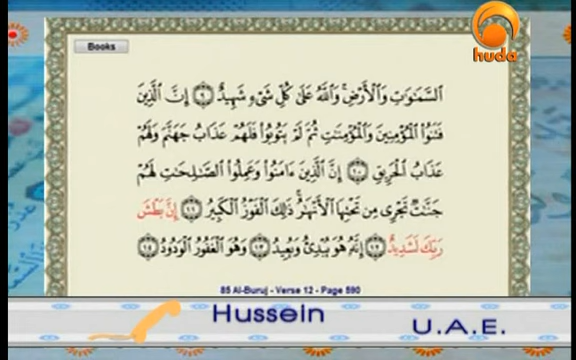 huda
Books
السَّمَٰوَٰتِ وَٱلْأَرْضِ ۚ وَٱللَّهُ عَلَىٰ كُلِّ شَىْءٍ شَهِيدٌ ۝٩ إِنَّ ٱلَّذِينَ
فَتَنُوا۟ ٱلْمُؤْمِنِينَ وَٱلْمُؤْمِنَٰتِ ثُمَّ لَمْ يَتُوبُوا۟ فَلَهُمْ عَذَابُ جَهَنَّمَ وَلَهُمْ
عَذَابُ ٱلْحَرِيقِ ۝١٠ إِنَّ ٱلَّذِينَ ءَامَنُوا۟ وَعَمِلُوا۟ ٱلصَّٰلِحَٰتِ لَهُمْ
جَنَّٰتٌ تَجْرِى مِن تَحْتِهَا ٱلْأَنْهَٰرُ ۚ ذَٰلِكَ ٱلْفَوْزُ ٱلْكَبِيرُ ۝١١ إِنَّ بَطْشَ
رَبِّكَ لَشَدِيدٌ ۝١٢ إِنَّهُۥ هُوَ يُبْدِئُ وَيُعِيدُ ۝١٣ وَهُوَ ٱلْغَفُورُ ٱلْوَدُودُ ۝١٤
85 Al-Buruj - Verse 12 - Page 590
Hussein
U.A.E.